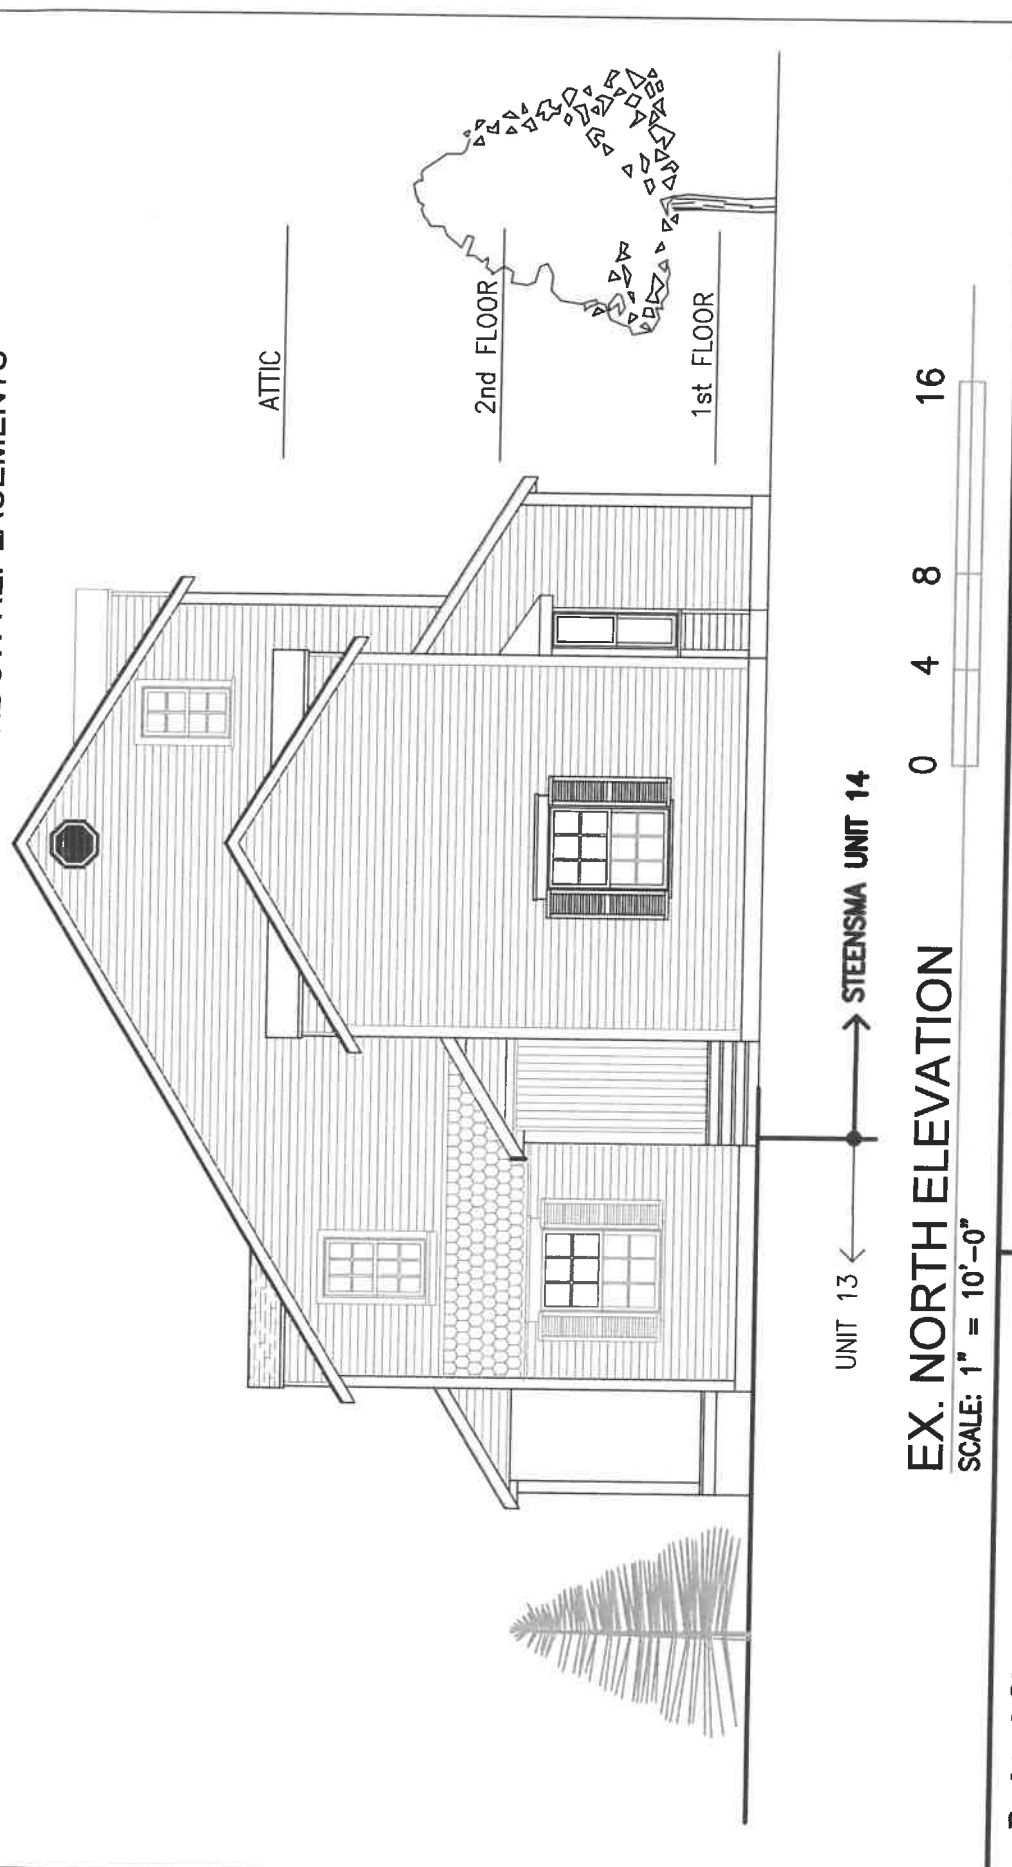 ATTIC
2nd FLOOR
1st FLOOR
UNIT 13
STEENSMA UNIT 14
EX. NORTH ELEVATION
SCALE: 1" = 10'-0"
0 4 8 16